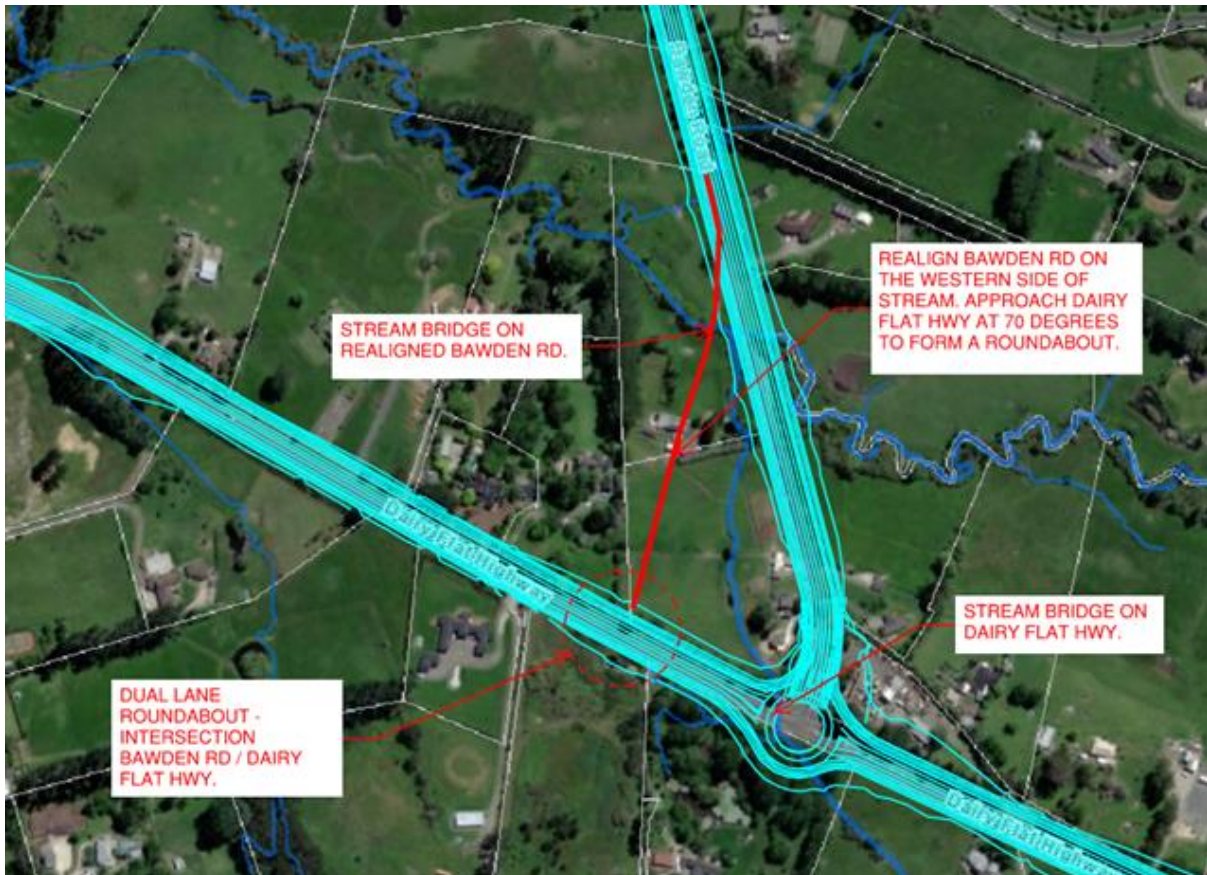 Bawden Road
REALIGN BAWDEN RD ON
THE WESTERN SIDE OF
STREAM. APPROACH DAIRY
FLAT HWY AT 70 DEGREES
TO FORM A ROUNDABOUT.
STREAM BRIDGE ON
REALIGNED BAWDEN RD.
Dairy Flat Highway
STREAM BRIDGE ON
DAIRY FLAT HWY.
DUAL LANE
ROUNDABOUT -
INTERSECTION
BAWDEN RD / DAIRY
FLAT HWY.
Dairy Flat Highway